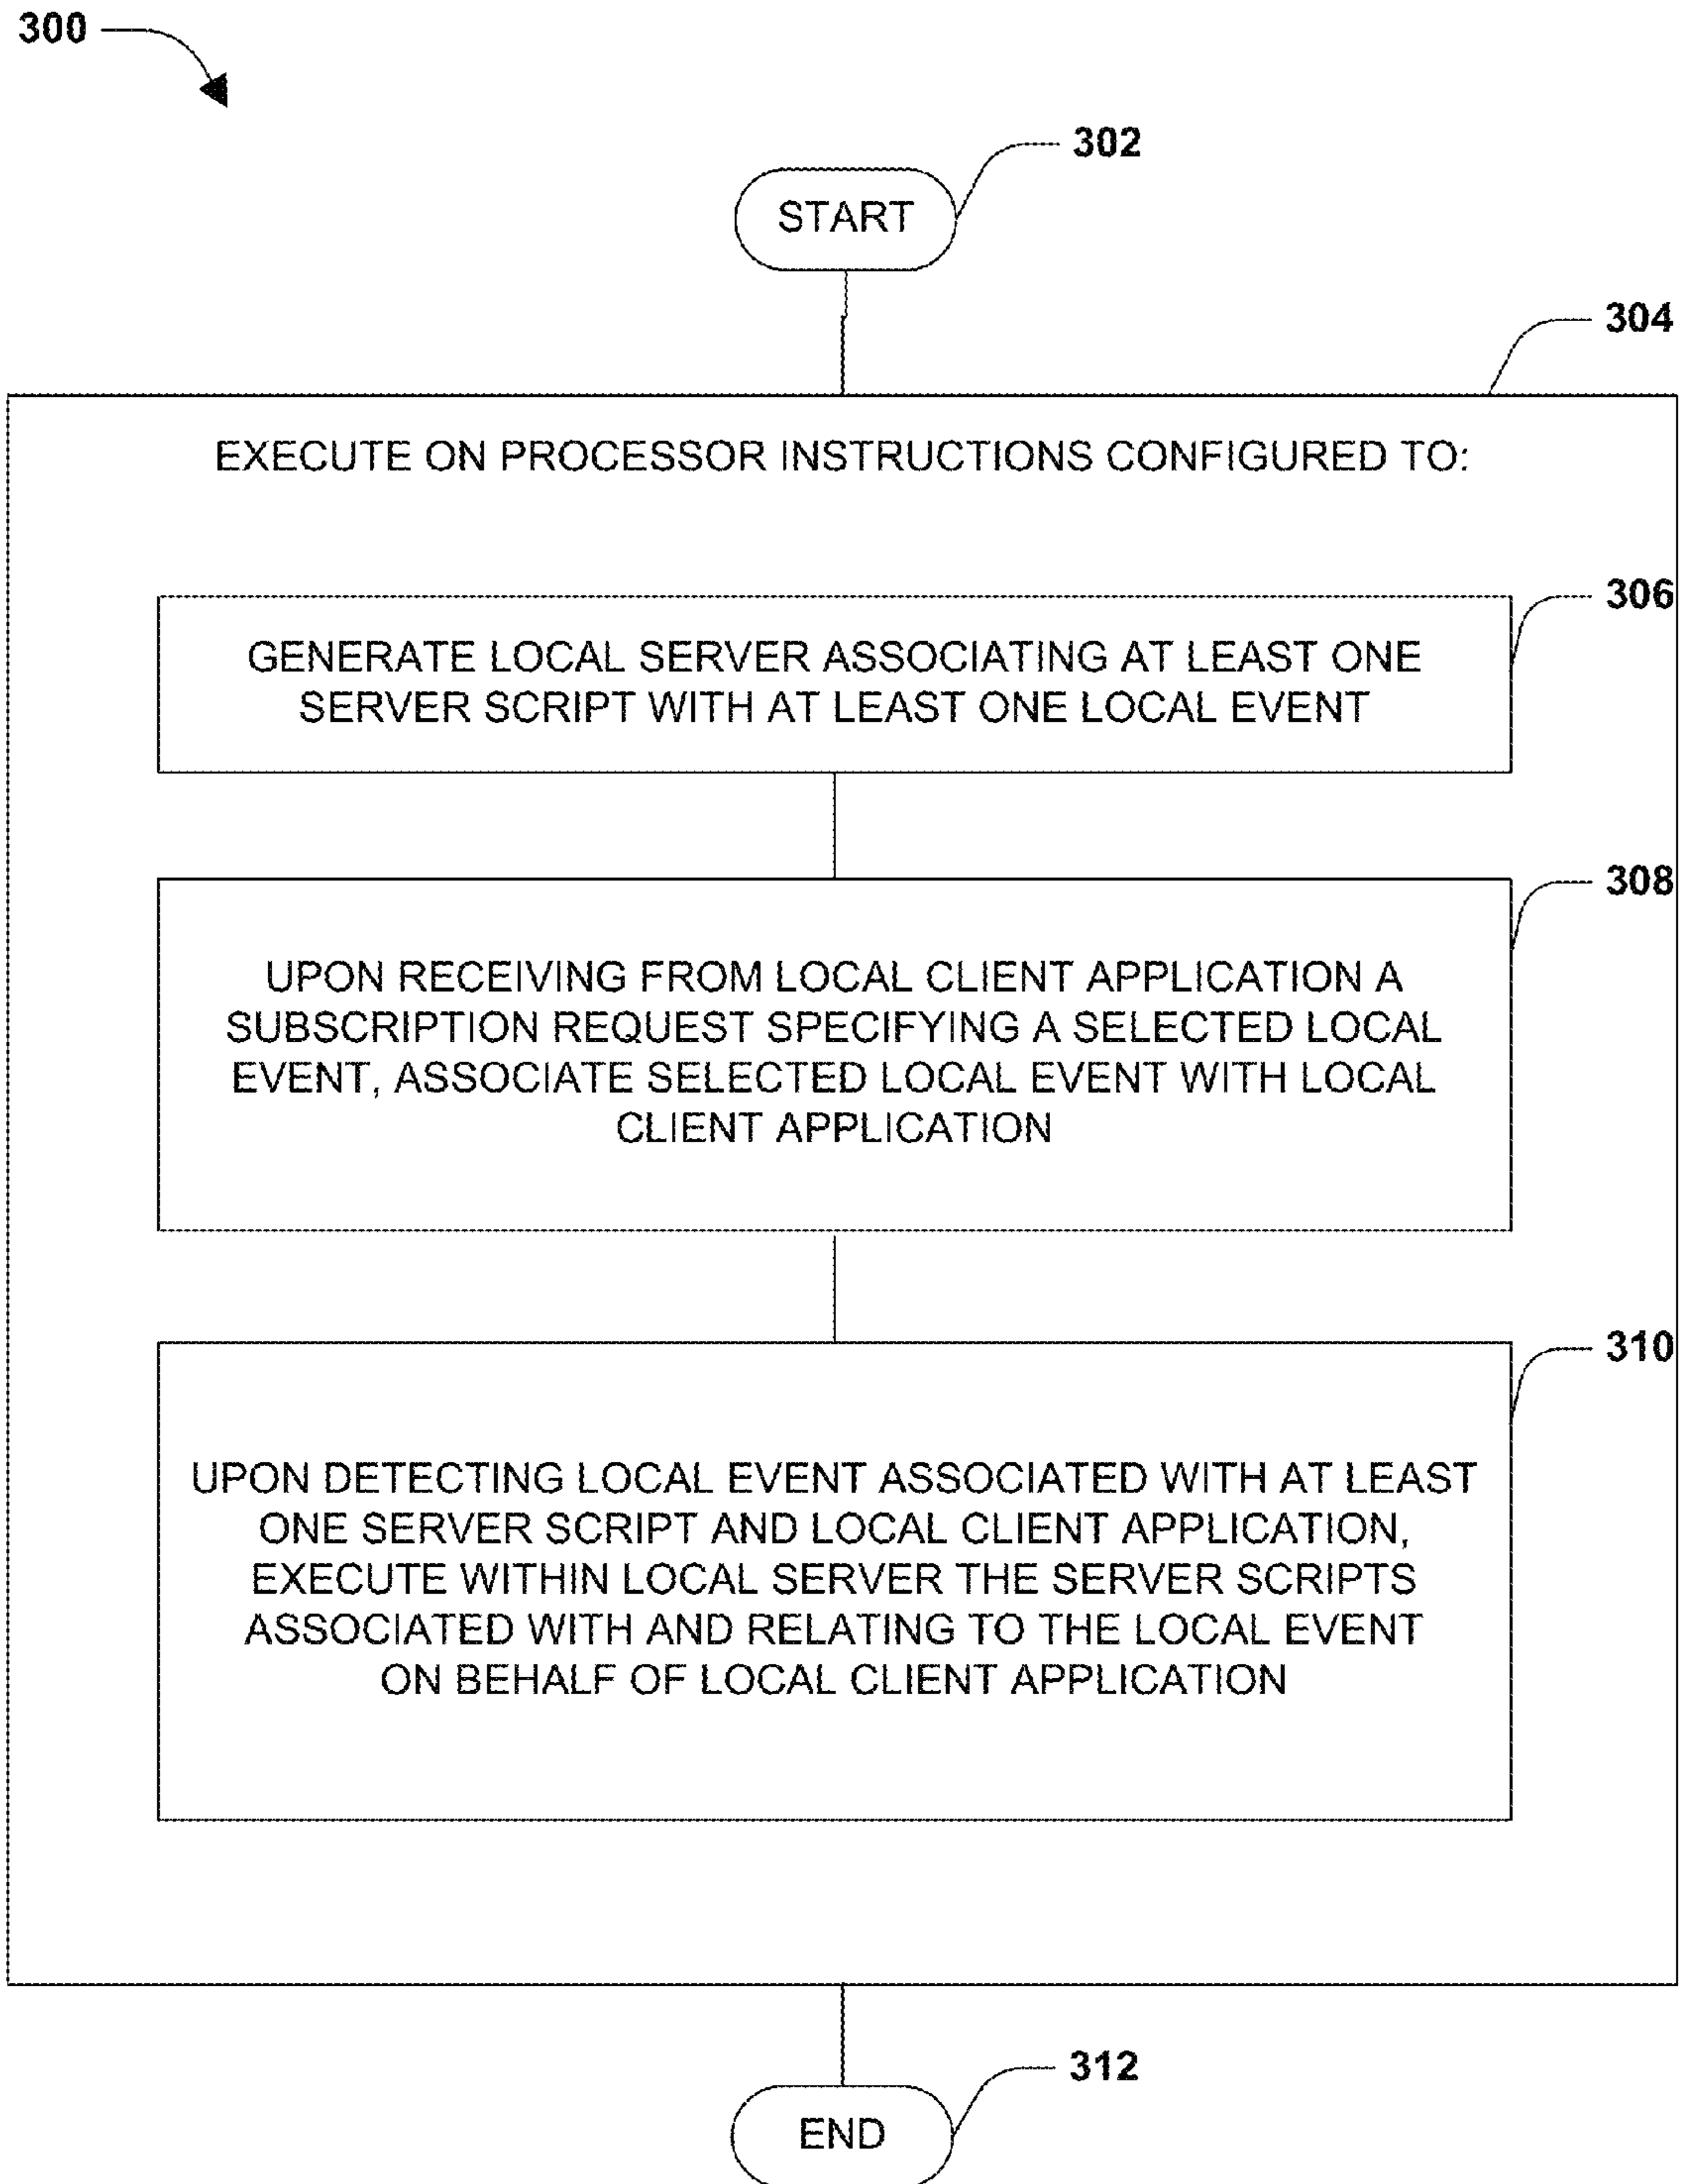 300
302
START
304
EXECUTE ON PROCESSOR INSTRUCTIONS CONFIGURED TO:
306
GENERATE LOCAL SERVER ASSOCIATING AT LEAST ONE
SERVER SCRIPT WITH AT LEAST ONE LOCAL EVENT
308
UPON RECEIVING FROM LOCAL CLIENT APPLICATION A
SUBSCRIPTION REQUEST SPECIFYING A SELECTED LOCAL
EVENT, ASSOCIATE SELECTED LOCAL EVENT WITH LOCAL
CLIENT APPLICATION
310
UPON DETECTING LOCAL EVENT ASSOCIATED WITH AT LEAST
ONE SERVER SCRIPT AND LOCAL CLIENT APPLICATION,
EXECUTE WITHIN LOCAL SERVER THE SERVER SCRIPTS
ASSOCIATED WITH AND RELATING TO THE LOCAL EVENT
ON BEHALF OF LOCAL CLIENT APPLICATION
312
END